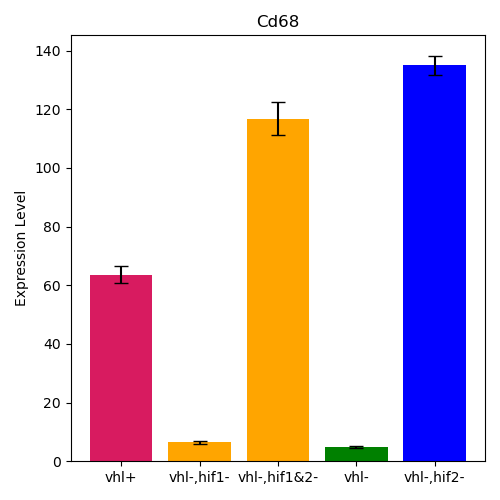 Cd68
Expression Level
140
120
100
80
60
40
20
0
vhl+
vhl-,hif1-
vhl-,hif1&2-
vhl-
vhl-,hif2-